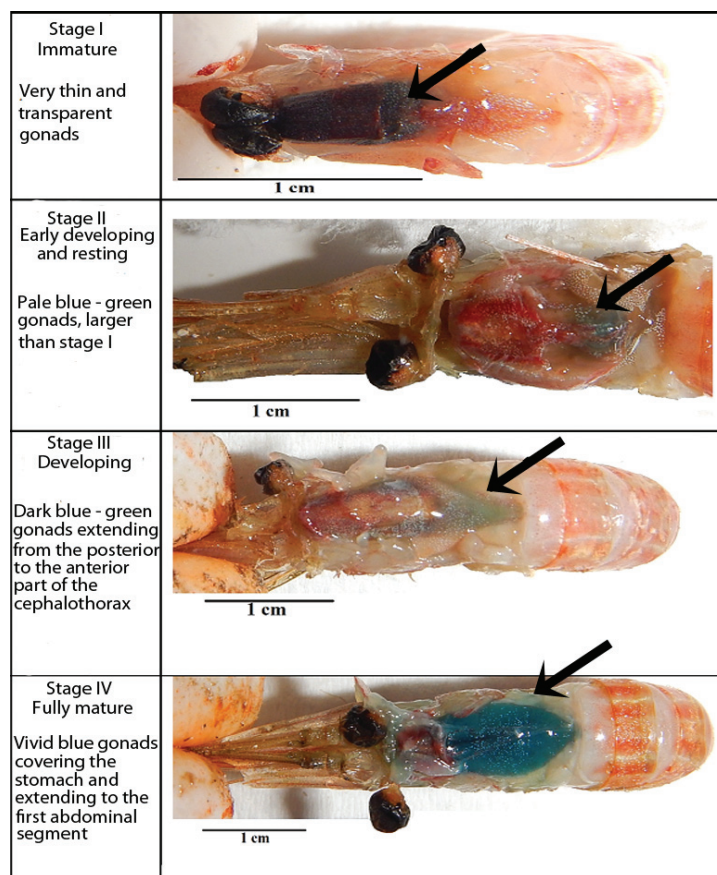 Stage I
Immature
Very thin and
transparent
gonads
1 cm
Stage II
Early developing
and resting
Pale blue - green
gonads, larger
than stage I
1 cm
Stage III
Developing
Dark blue - green
gonads extending
from the posterior
to the anterior
part of the
cephalothorax
1 cm
Stage IV
Fully mature
Vivid blue gonads
covering the
stomach and
extending to the
first abdominal
segment
1 cm